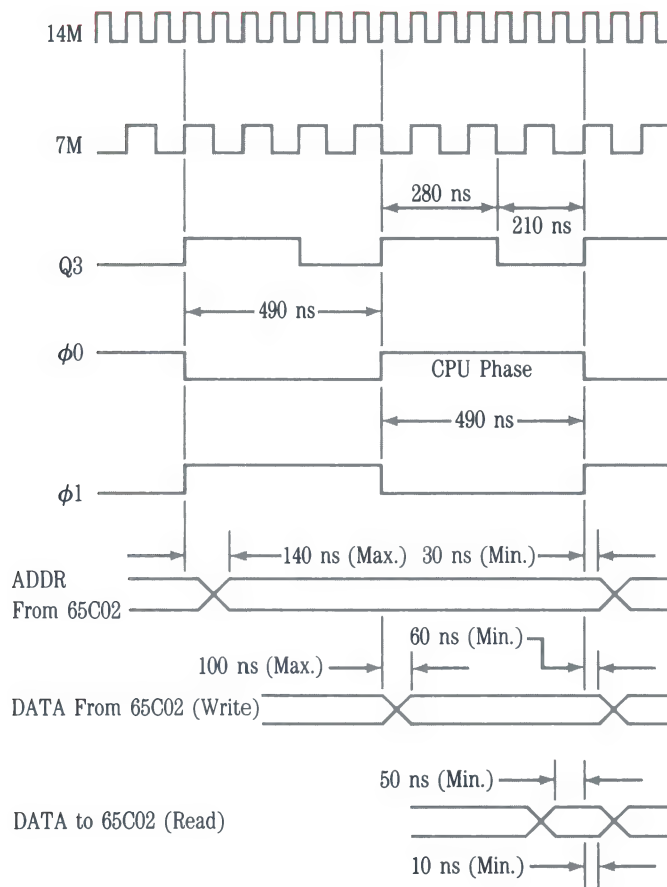 14M
7M
280 ns
210 ns
Q3
490 ns
ϕ0
CPU Phase
490 ns
ϕ1
140 ns (Max.) 30 ns (Min.)
ADDR
From 65C02
60 ns (Min.)
100 ns (Max.)
DATA From 65C02 (Write)
50 ns (Min.)
DATA to 65C02 (Read)
10 ns (Min.)